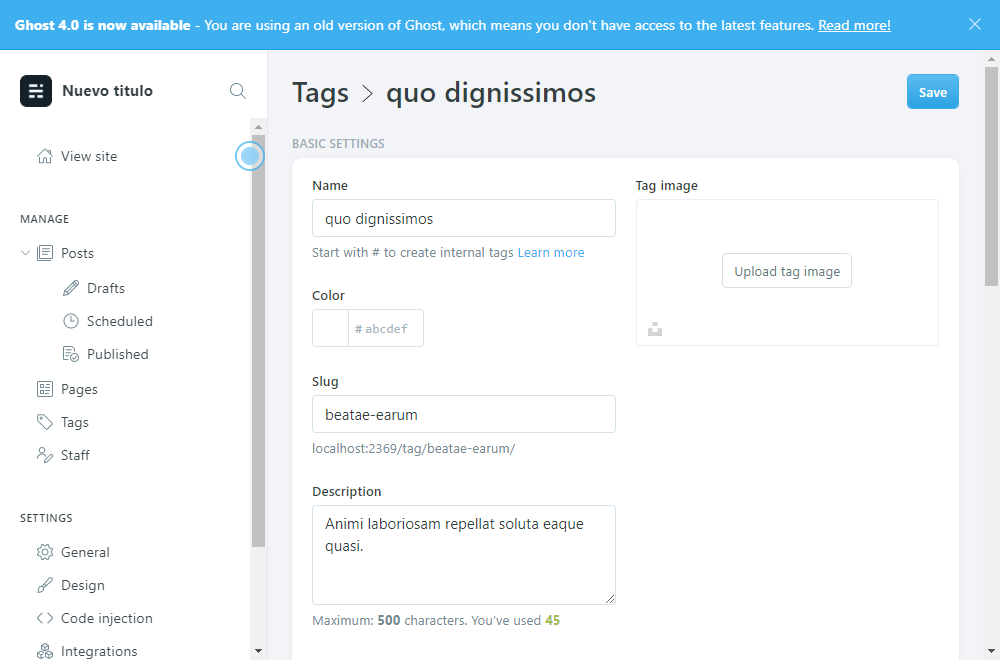 Ghost 4.0 is now available - You are using an old version of Ghost, which means you don't have access to the latest features. Read more!
Nuevo titulo
View site
MANAGE
Posts
Drafts
Scheduled
Published
Pages
Tags
Staff
SETTINGS
General
Design
Code injection
Integrations
Tags > quo dignissimos
Save
BASIC SETTINGS
Name
quo dignissimos
Start with # to create internal tags Learn more
Color
# abcdef
Slug
beatae-earum
localhost:2369/tag/beatae-earum/
Description
Animi laboriosam repellat soluta eaque
quasi.
Maximum: 500 characters. You've used 45
Tag image
Upload tag image